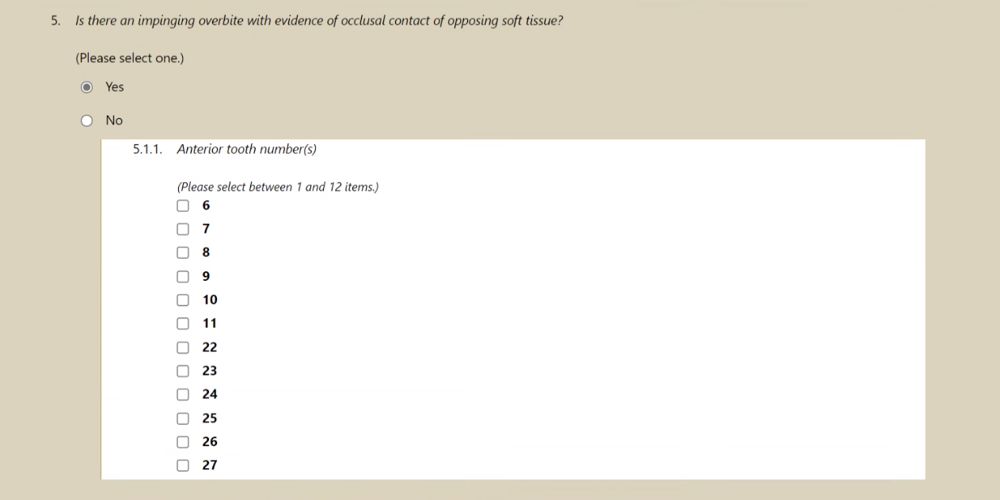 5. Is there an impinging overbite with evidence of occlusal contact of opposing soft tissue?
(Please select one.)
Yes
No
5.1.1. Anterior tooth number(s)
(Please select between 1 and 12 items.)
6
7
8
9
10
11
22
23
24
25
26
27